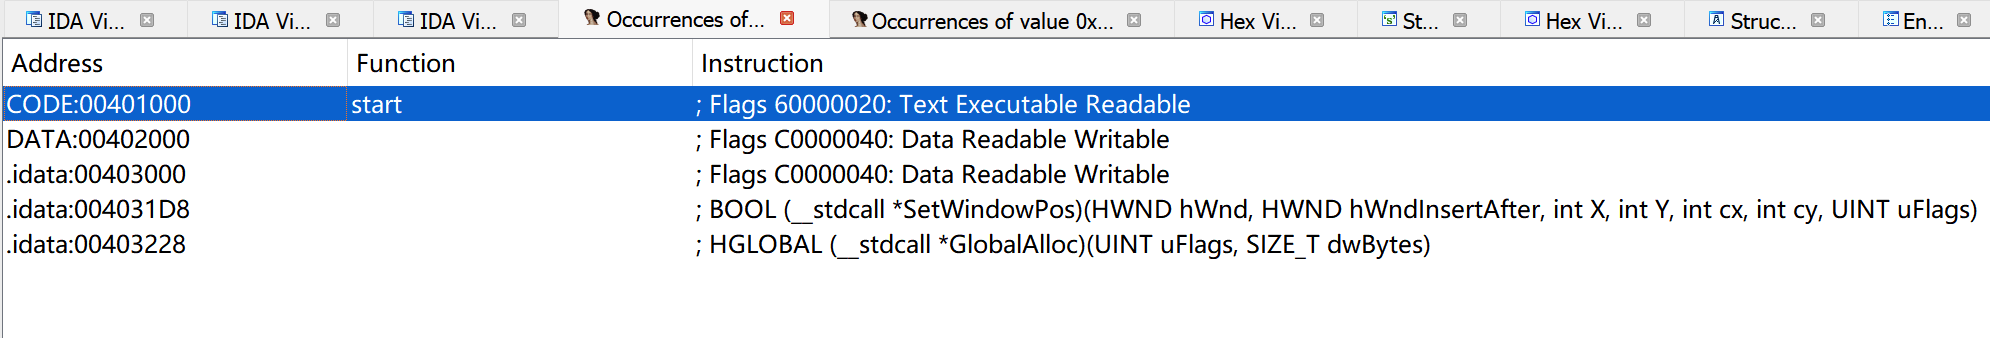 IDA Vi... IDA Vi... IDA Vi... Occurrences of... Occurrences of value 0x... Hex Vi... St... Hex Vi... Struc... En...
Address Function Instruction
CODE:00401000 start ; Flags 60000020: Text Executable Readable
DATA:00402000 ; Flags C0000040: Data Readable Writable
.idata:00403000 ; Flags C0000040: Data Readable Writable
.idata:004031D8 ; BOOL (__stdcall *SetWindowPos)(HWND hWnd, HWND hWndInsertAfter, int X, int Y, int cx, int cy, UINT uFlags)
.idata:00403228 ; HGLOBAL (__stdcall *GlobalAlloc)(UINT uFlags, SIZE_T dwBytes)